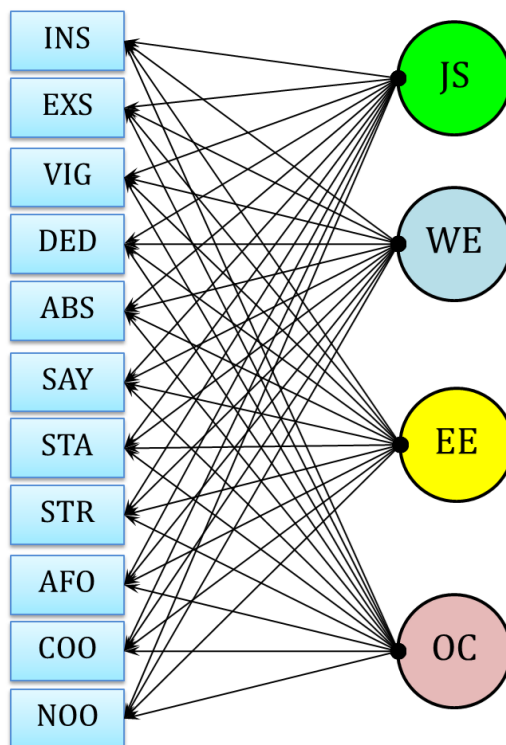 INS
EXS
VIG
DED
ABS
SAY
STA
STR
AFO
COO
NOO
JS
WE
EE
OC